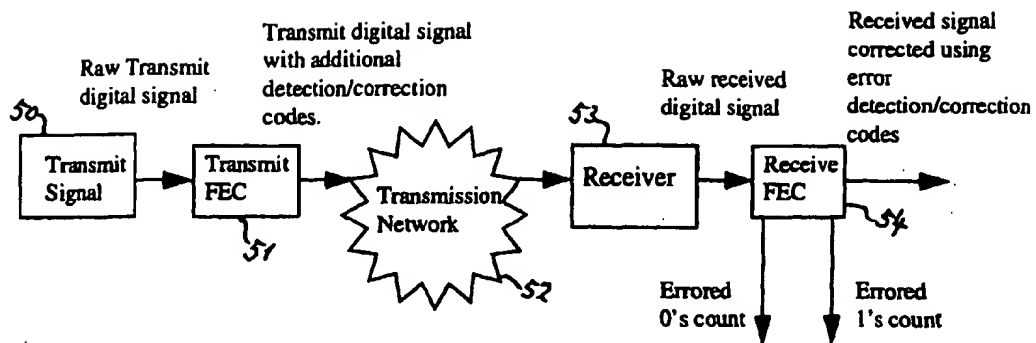 Raw Transmit
digital signal
Transmit digital signal
with additional
detection/correction
codes.
Raw received
digital signal
Received signal
corrected using
error
detection/correction
codes
50
Transmit
Signal
Transmit
FEC
51
Transmission
Network
52
53
Receiver
Receive
FEC
54
Errored
0's count
Errored
1's count